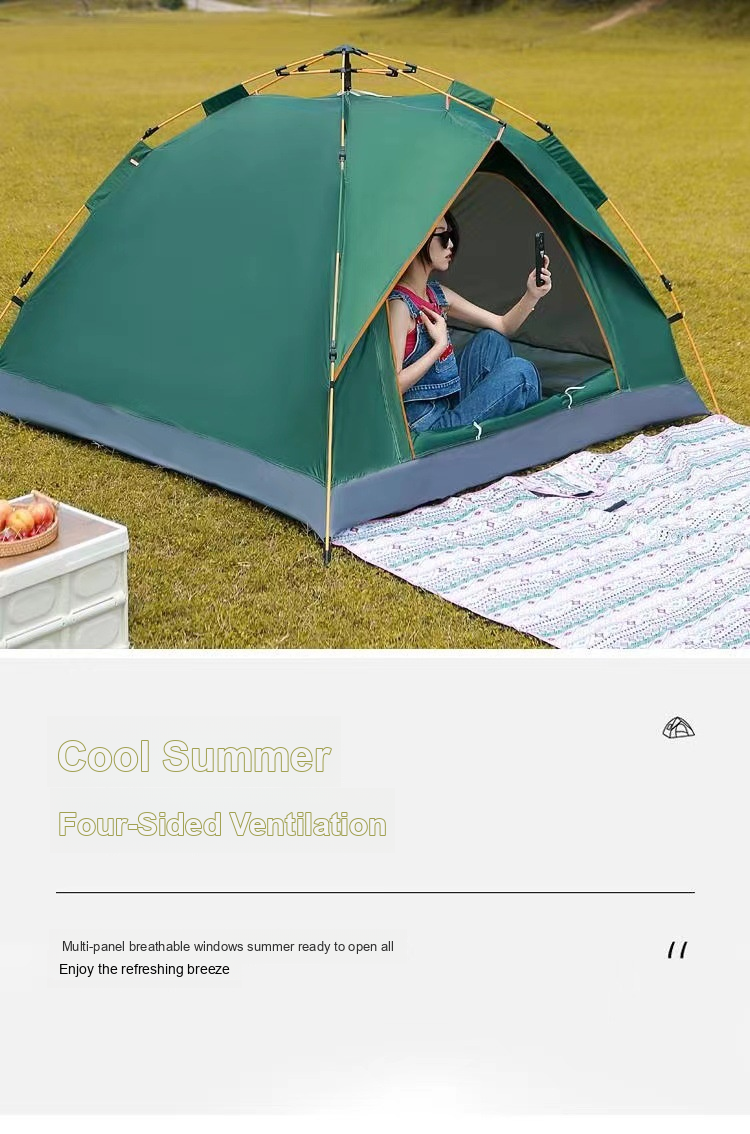 Cool Summer
Four-Sided Ventilation
Multi-panel breathable windows summer ready to open all
Enjoy the refreshing breeze